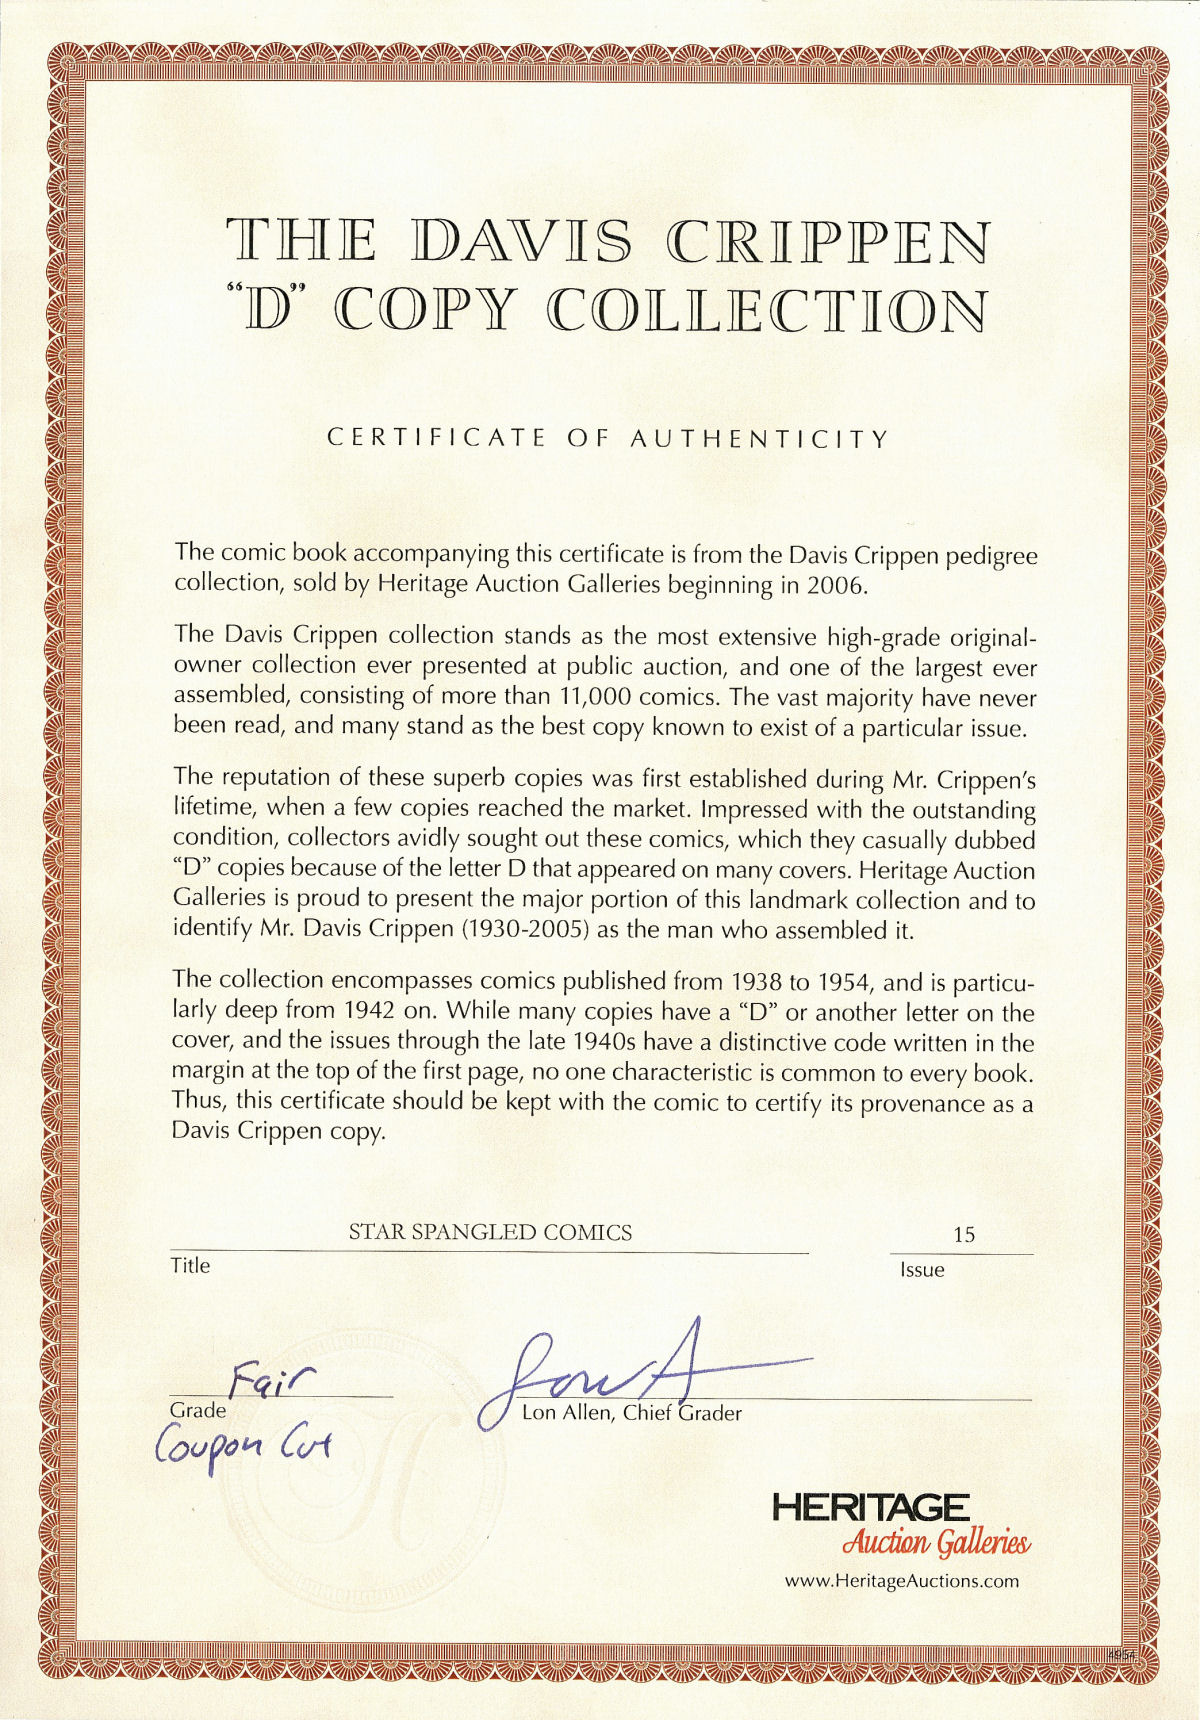 THE DAVIS CRIPPEN
“D” COPY COLLECTION
CERTIFICATE OF AUTHENTICITY
The comic book accompanying this certificate is from the Davis Crippen pedigree
collection, sold by Heritage Auction Galleries beginning in 2006.
The Davis Crippen collection stands as the most extensive high-grade original-
owner collection ever presented at public auction, and one of the largest ever
assembled, consisting of more than 11,000 comics. The vast majority have never
been read, and many stand as the best copy known to exist of a particular issue.
The reputation of these superb copies was first established during Mr. Crippen’s
lifetime, when a few copies reached the market. Impressed with the outstanding
condition, collectors avidly sought out these comics, which they casually dubbed
“D” copies because of the letter D that appeared on many covers. Heritage Auction
Galleries is proud to present the major portion of this landmark collection and to
identify Mr. Davis Crippen (1930-2005) as the man who assembled it.
The collection encompasses comics published from 1938 to 1954, and is particu-
larly deep from 1942 on. While many copies have a “D” or another letter on the
cover, and the issues through the late 1940s have a distinctive code written in the
margin at the top of the first page, no one characteristic is common to every book.
Thus, this certificate should be kept with the comic to certify its provenance as a
Davis Crippen copy.
STAR SPANGLED COMICS 15
Title Issue
Fair Lon A
Grade Lon Allen, Chief Grader
Coupon Cut
H
HERITAGE
Auction Galleries
www.HeritageAuctions.com
4954